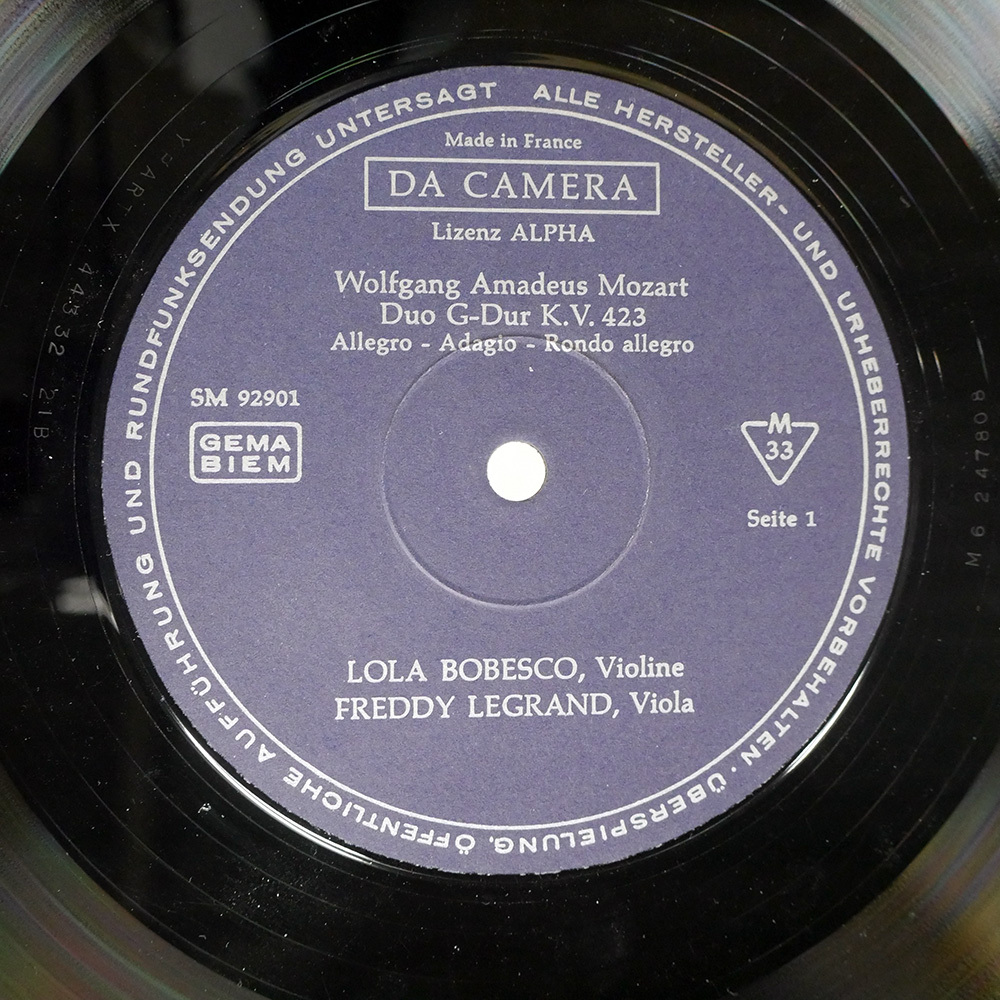 ALLE HERSTELLER- UND URHEBERRECHTE VORBEHALTEN · ÜBERSPIELUNG, ÖFFENTLICHE AUFFÜHRUNG UND RUNDFUNKSENDUNG UNTERSAGT
Made in France
DA CAMERA
Lizenz ALPHA
Wolfgang Amadeus Mozart
Duo G-Dur K.V. 423
Allegro - Adagio - Rondo allegro
SM 92901
GEMA
BIEM
M
33
Seite 1
LOLA BOBESCO, Violine
FREDDY LEGRAND, Viola
M6 247808